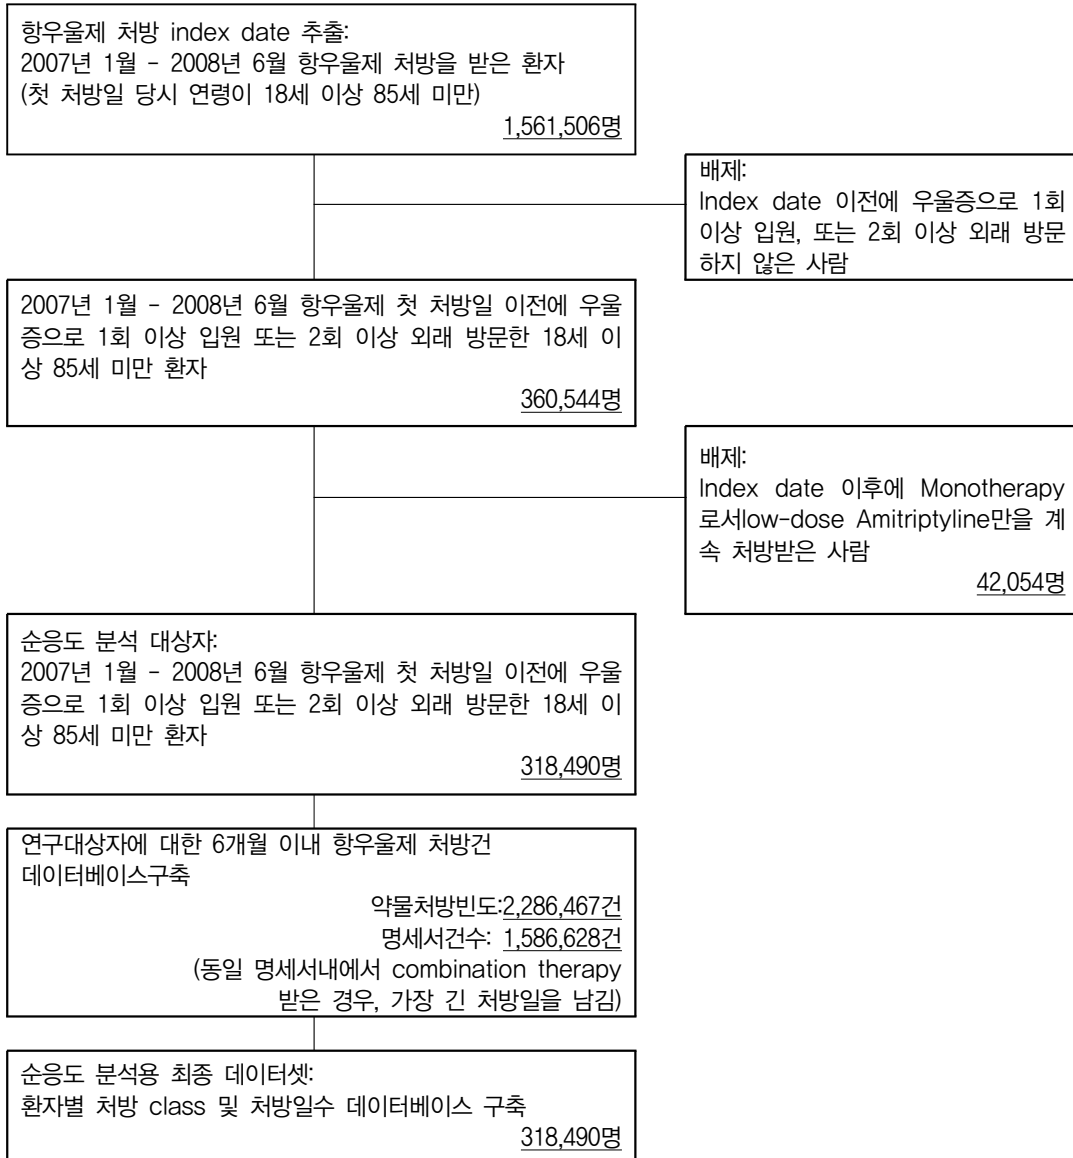 항우울제 처방 index date 추출:
2007년 1월 - 2008년 6월 항우울제 처방을 받은 환자
(첫 처방일 당시 연령이 18세 이상 85세 미만)
1,561,506명
배제:
Index date 이전에 우울증으로 1회
이상 입원, 또는 2회 이상 외래 방문
하지 않은 사람
2007년 1월 - 2008년 6월 항우울제 첫 처방일 이전에 우울
증으로 1회 이상 입원 또는 2회 이상 외래 방문한 18세 이
상 85세 미만 환자
360,544명
배제:
Index date 이후에 Monotherapy
로서low-dose Amitriptyline만을 계
속 처방받은 사람
42,054명
순응도 분석 대상자:
2007년 1월 - 2008년 6월 항우울제 첫 처방일 이전에 우울
증으로 1회 이상 입원 또는 2회 이상 외래 방문한 18세 이
상 85세 미만 환자
318,490명
연구대상자에 대한 6개월 이내 항우울제 처방건
데이터베이스구축
약물처방빈도:2,286,467건
명세서건수: 1,586,628건
(동일 명세서내에서 combination therapy
받은 경우, 가장 긴 처방일을 남김)
순응도 분석용 최종 데이터셋:
환자별 처방 class 및 처방일수 데이터베이스 구축
318,490명